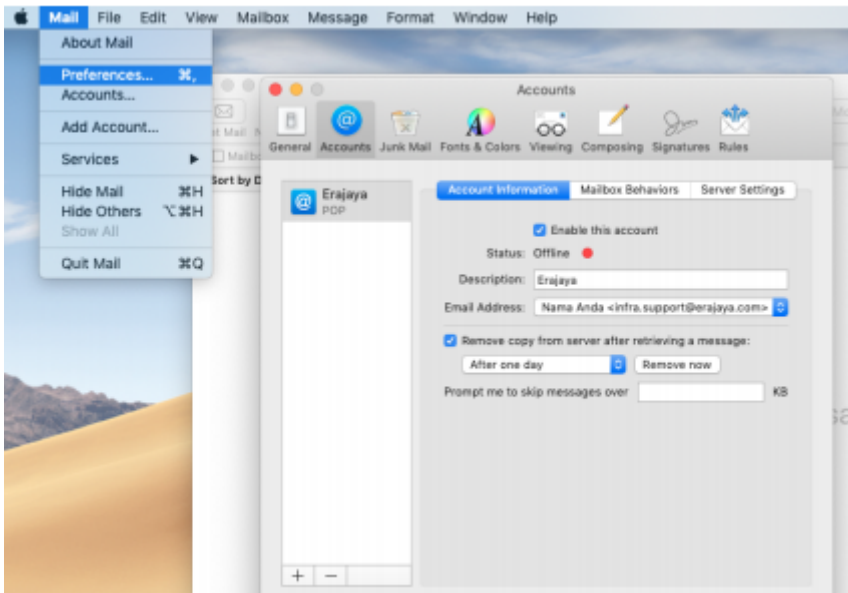 Mail File Edit View Mailbox Message Format Window Help
About Mail
Preferences... ⌘,
Accounts...
Add Account...
Services
Hide Mail ⌘H
Hide Others ⌥⌘H
Show All
Quit Mail ⌘Q
Sort by
Accounts
General Accounts Junk Mail Fonts & Colors Viewing Composing Signatures Rules
Erajaya
POP
Account Information Mailbox Behaviors Server Settings
Enable this account
Status: Offline
Description: Erajaya
Email Address: Nama Anda <infra.support@erajaya.com>
Remove copy from server after retrieving a message:
After one day Remove now
Prompt me to skip messages over KB
+ −